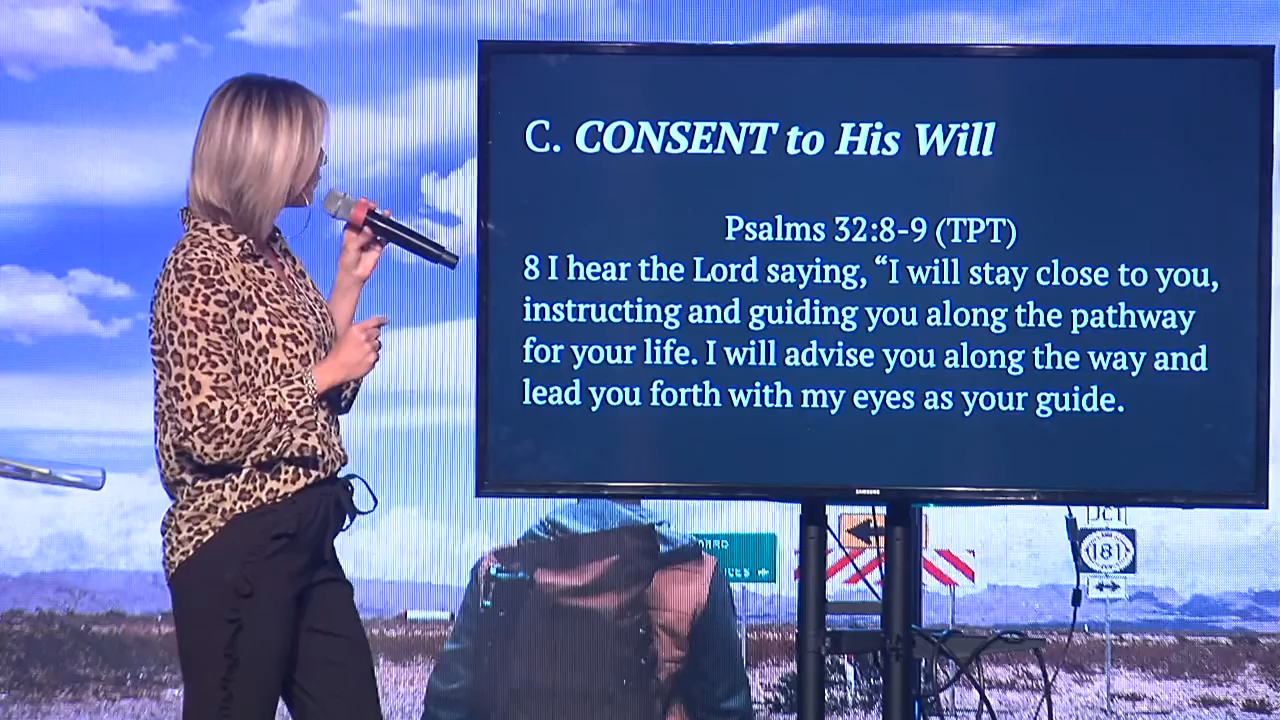 C. CONSENT to His Will
Psalms 32:8-9 (TPT)
8 I hear the Lord saying, “I will stay close to you,
instructing and guiding you along the pathway
for your life. I will advise you along the way and
lead you forth with my eyes as your guide.
SAMSUNG
JCT
181